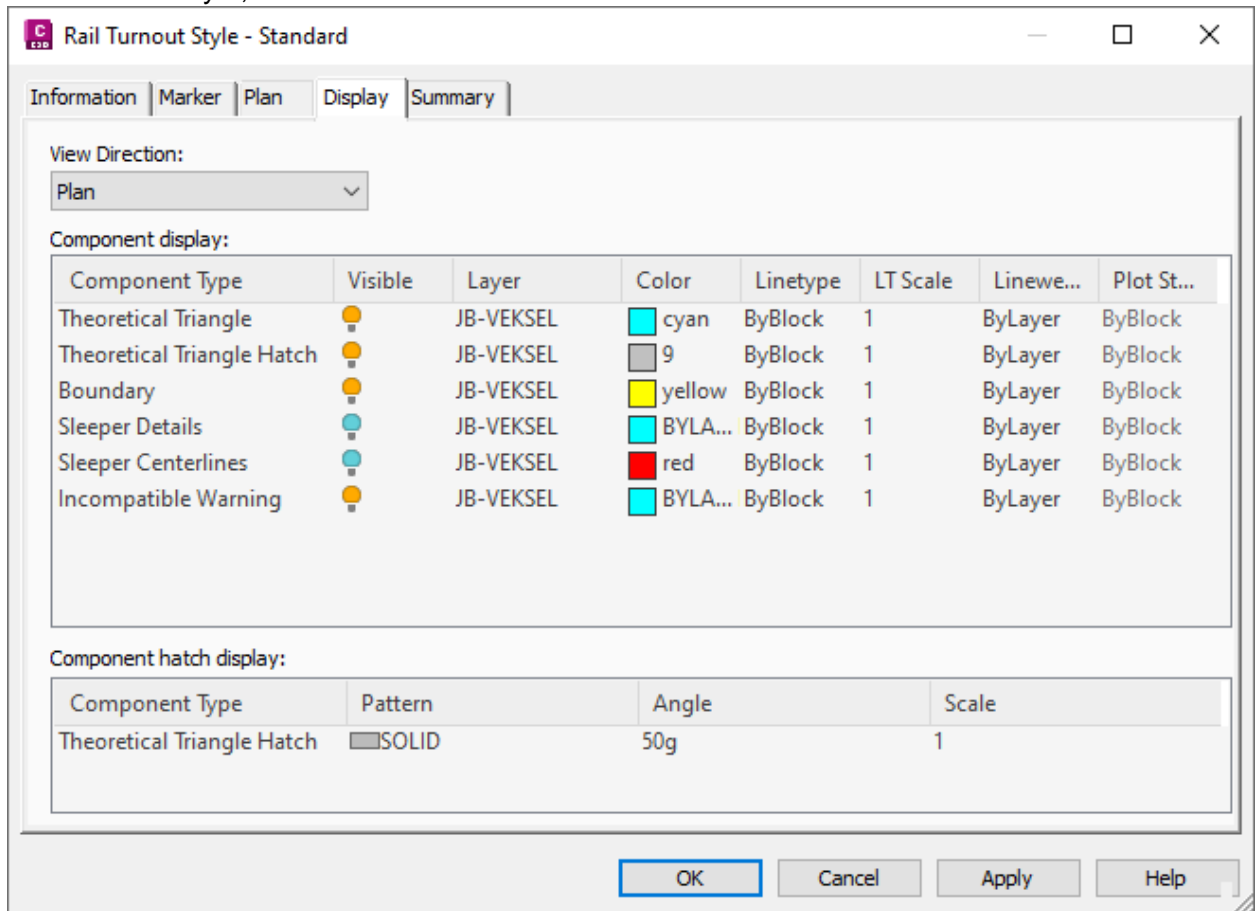 C
E3D
Rail Turnout Style - Standard
Information Marker Plan Display Summary
View Direction:
Plan
Component display:
Component Type Visible Layer Color Linetype LT Scale Linewe... Plot St...
Theoretical Triangle JB-VEKSEL cyan ByBlock 1 ByLayer ByBlock
Theoretical Triangle Hatch JB-VEKSEL 9 ByBlock 1 ByLayer ByBlock
Boundary JB-VEKSEL yellow ByBlock 1 ByLayer ByBlock
Sleeper Details JB-VEKSEL BYLA... ByBlock 1 ByLayer ByBlock
Sleeper Centerlines JB-VEKSEL red ByBlock 1 ByLayer ByBlock
Incompatible Warning JB-VEKSEL BYLA... ByBlock 1 ByLayer ByBlock
Component hatch display:
Component Type Pattern Angle Scale
Theoretical Triangle Hatch SOLID 50g 1
OK Cancel Apply Help